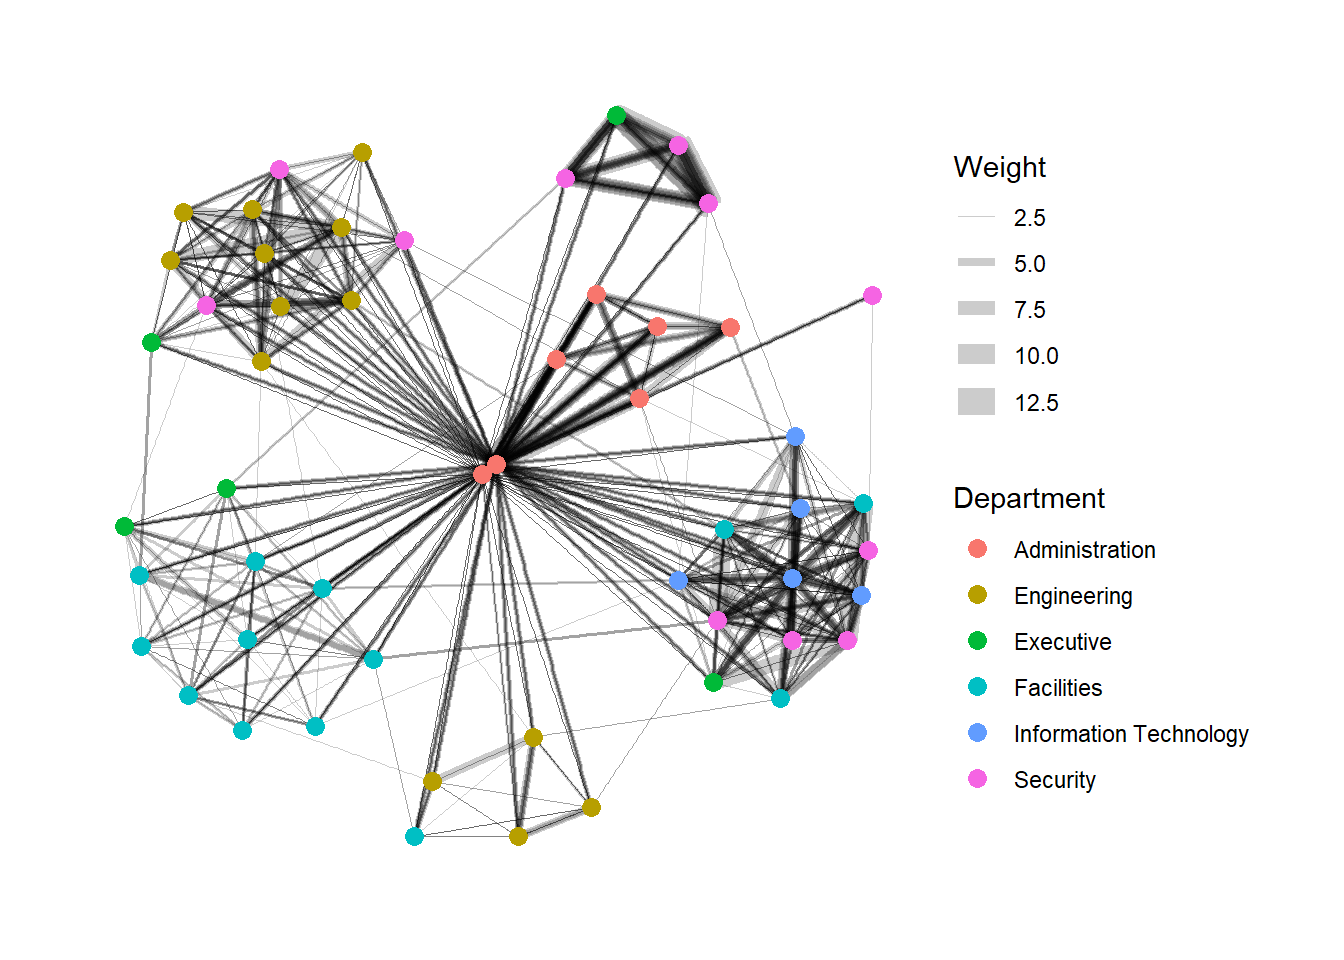 Weight
2.5
5.0
7.5
10.0
12.5
Department
Administration
Engineering
Executive
Facilities
Information Technology
Security